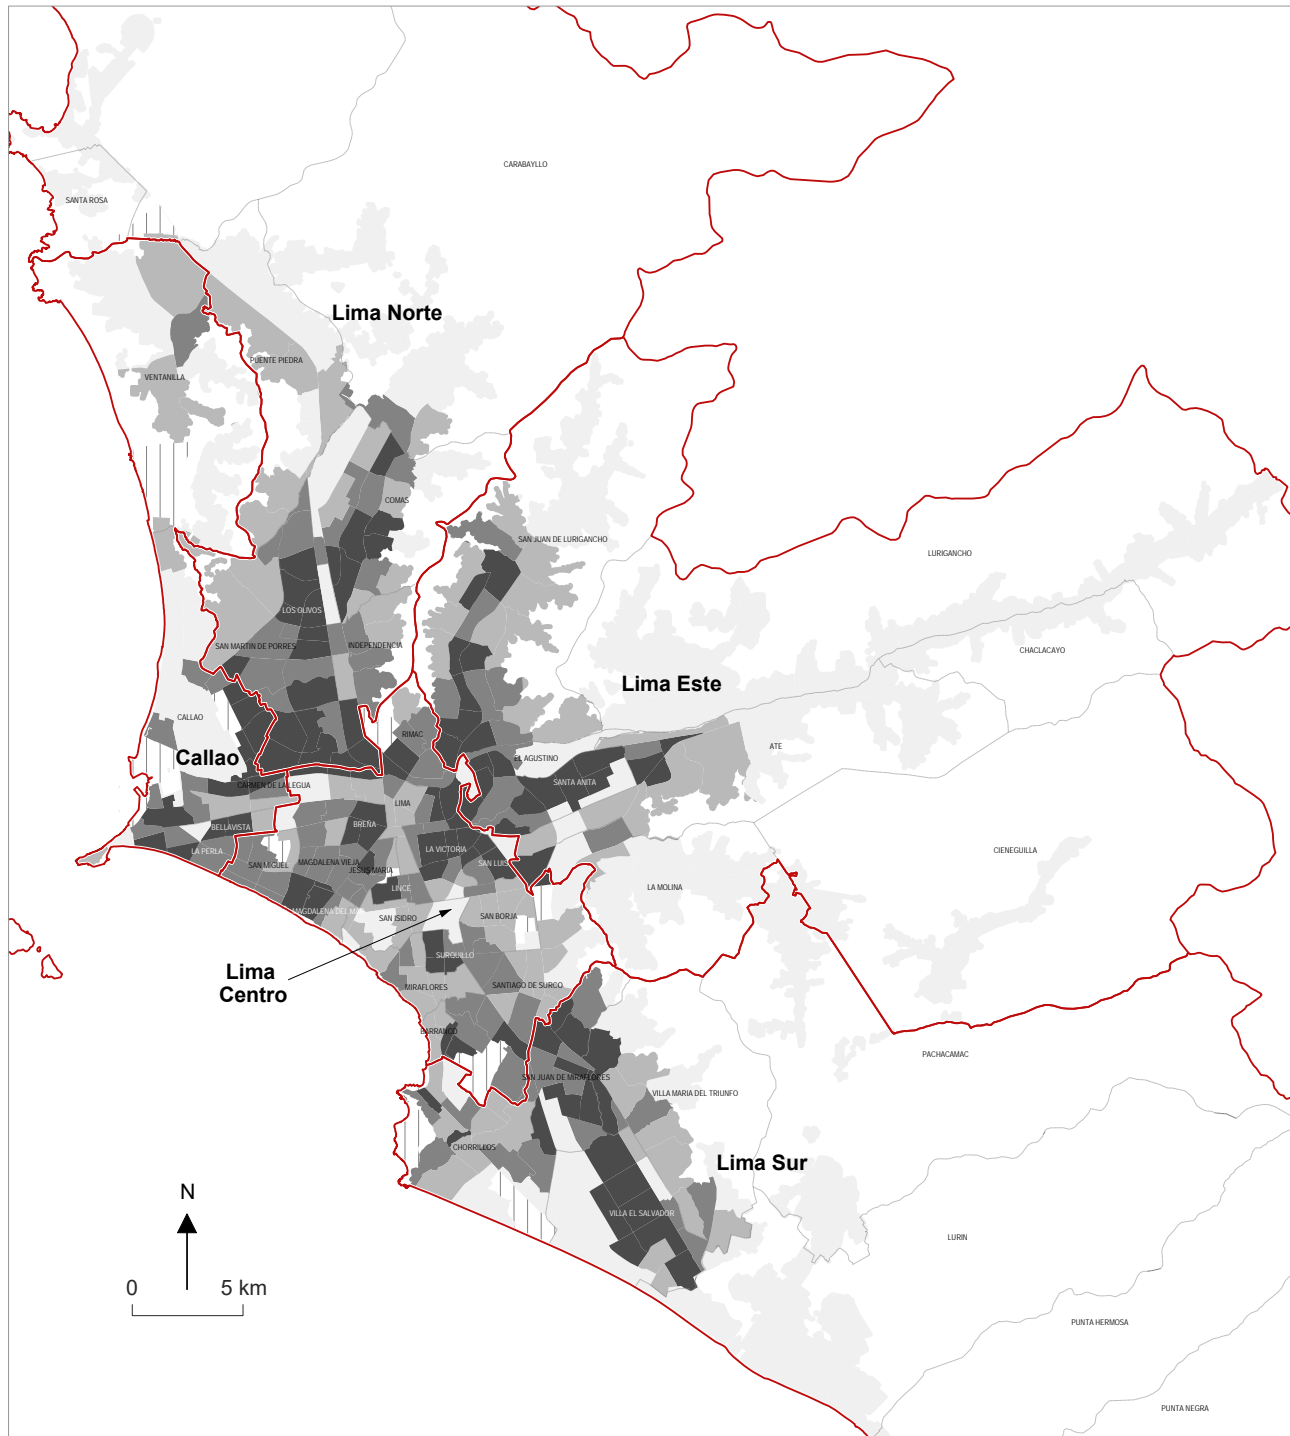 CARABAYLLO
SANTA ROSA
Lima Norte
PUENTE PIEDRA
VENTANILLA
COMAS
SAN JUAN DE LURIGANCHO
LURIGANCHO
LOS OLIVOS
SAN MARTIN DE PORRES
INDEPENDENCIA
CHACLACAYO
Lima Este
CALLAO
RIMAC
ATE
Callao
EL AGUSTINO
CARMEN DE LA LEGUA
SANTA ANITA
LIMA
BELLAVISTA
BREÑA
LA PERLA
LA VICTORIA
CIENEGUILLA
SAN MIGUEL
MAGDALENA VIEJA
JESUS MARIA
SAN LUIS
LINCE
LA MOLINA
MAGDALENA DEL MAR
SAN ISIDRO
SAN BORJA
SURQUILLO
Lima
Centro
MIRAFLORES
SANTIAGO DE SURCO
BARRANCO
PACHACAMAC
SAN JUAN DE MIRAFLORES
VILLA MARIA DEL TRIUNFO
CHORRILLOS
Lima Sur
N
VILLA EL SALVADOR
LURIN
0 5 km
PUNTA HERMOSA
PUNTA NEGRA